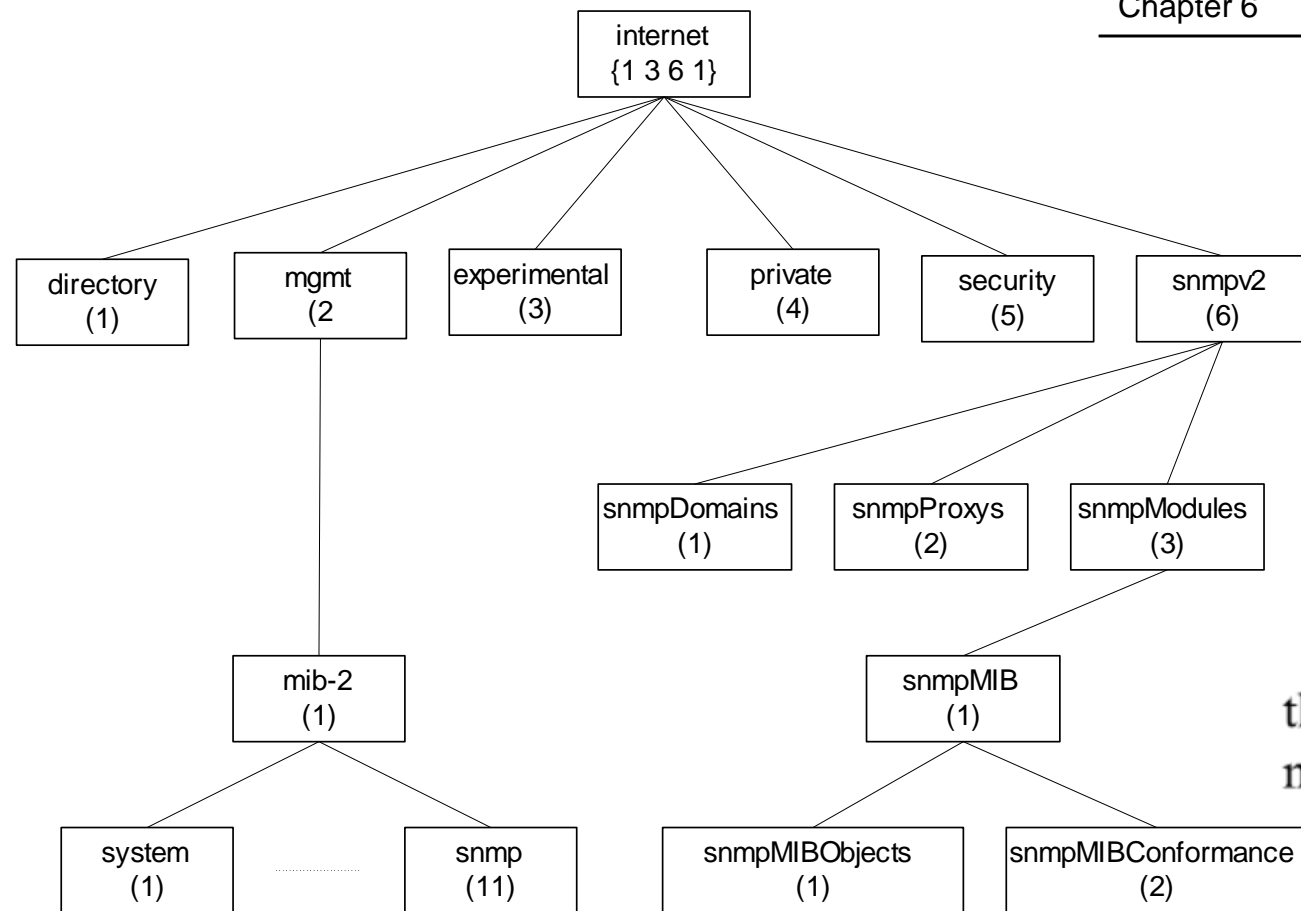 Chapter 6
internet
{1 3 6 1}
directory
(1)
mgmt
(2
experimental
(3)
private
(4)
security
(5)
snmpv2
(6)
snmpDomains
(1)
snmpProxys
(2)
snmpModules
(3)
mib-2
(1)
snmpMIB
(1)
system
(1)
snmp
(11)
snmpMIBObjects
(1)
snmpMIBConformance
(2)